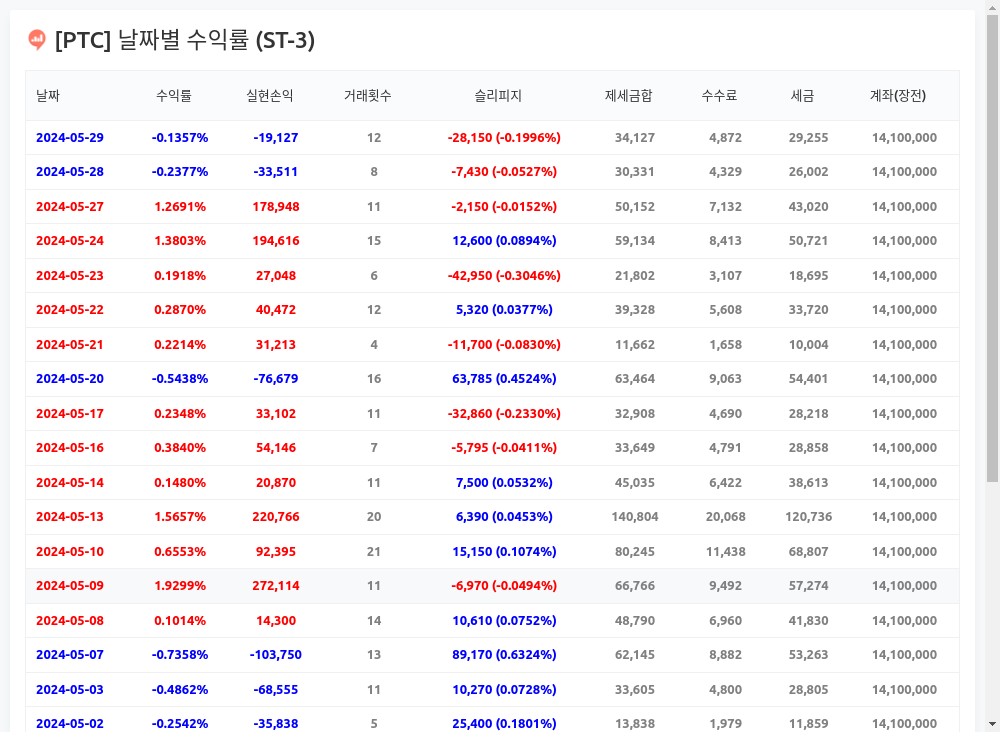 [PTC] 날짜별 수익률 (ST-3)
날짜 수익률 실현손익 거래횟수 슬리피지 제세금합 수수료 세금 계좌(장전)
2024-05-29 -0.1357% -19,127 12 -28,150 (-0.1996%) 34,127 4,872 29,255 14,100,000
2024-05-28 -0.2377% -33,511 8 -7,430 (-0.0527%) 30,331 4,329 26,002 14,100,000
2024-05-27 1.2691% 178,948 11 -2,150 (-0.0152%) 50,152 7,132 43,020 14,100,000
2024-05-24 1.3803% 194,616 15 12,600 (0.0894%) 59,134 8,413 50,721 14,100,000
2024-05-23 0.1918% 27,048 6 -42,950 (-0.3046%) 21,802 3,107 18,695 14,100,000
2024-05-22 0.2870% 40,472 12 5,320 (0.0377%) 39,328 5,608 33,720 14,100,000
2024-05-21 0.2214% 31,213 4 -11,700 (-0.0830%) 11,662 1,658 10,004 14,100,000
2024-05-20 -0.5438% -76,679 16 63,785 (0.4524%) 63,464 9,063 54,401 14,100,000
2024-05-17 0.2348% 33,102 11 -32,860 (-0.2330%) 32,908 4,690 28,218 14,100,000
2024-05-16 0.3840% 54,146 7 -5,795 (-0.0411%) 33,649 4,791 28,858 14,100,000
2024-05-14 0.1480% 20,870 11 7,500 (0.0532%) 45,035 6,422 38,613 14,100,000
2024-05-13 1.5657% 220,766 20 6,390 (0.0453%) 140,804 20,068 120,736 14,100,000
2024-05-10 0.6553% 92,395 21 15,150 (0.1074%) 80,245 11,438 68,807 14,100,000
2024-05-09 1.9299% 272,114 11 -6,970 (-0.0494%) 66,766 9,492 57,274 14,100,000
2024-05-08 0.1014% 14,300 14 10,610 (0.0752%) 48,790 6,960 41,830 14,100,000
2024-05-07 -0.7358% -103,750 13 89,170 (0.6324%) 62,145 8,882 53,263 14,100,000
2024-05-03 -0.4862% -68,555 11 10,270 (0.0728%) 33,605 4,800 28,805 14,100,000
2024-05-02 -0.2542% -35,838 5 25,400 (0.1801%) 13,838 1,979 11,859 14,100,000